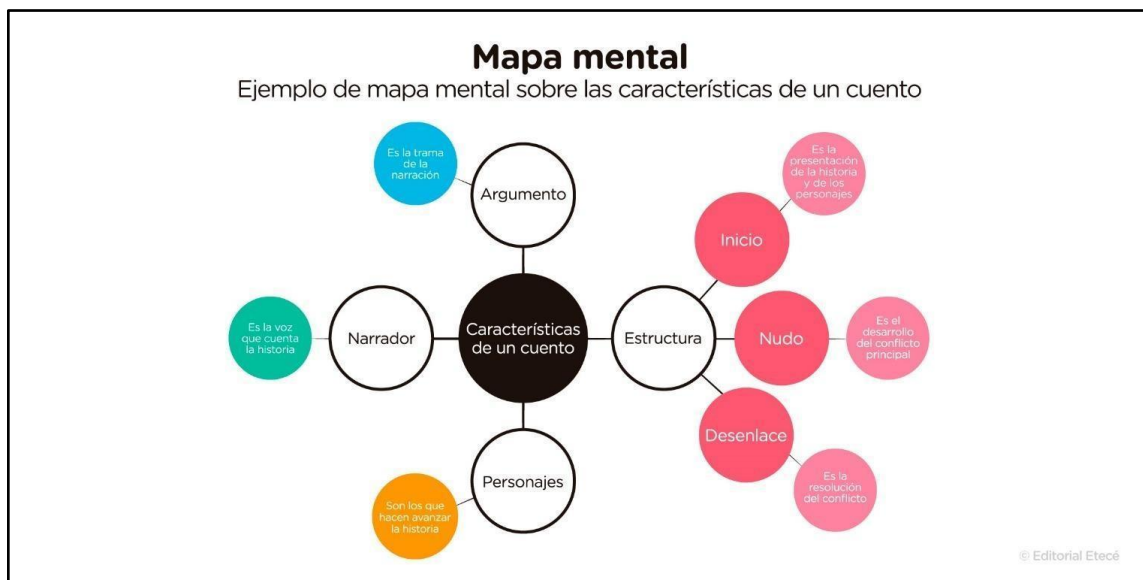 Mapa mental
Ejemplo de mapa mental sobre las características de un cuento
Es la trama
de la
narración
Argumento
Es la
presentación
de la historia
y de los
personajes
Inicio
Es la voz
que cuenta
la historia
Narrador
Características
de un cuento
Estructura
Nudo
Es el
desarrollo
del conflicto
principal
Desenlace
Es la
resolución
del conflicto
Personajes
Son los que
hacen avanzar
la historia
© Editorial Etecé